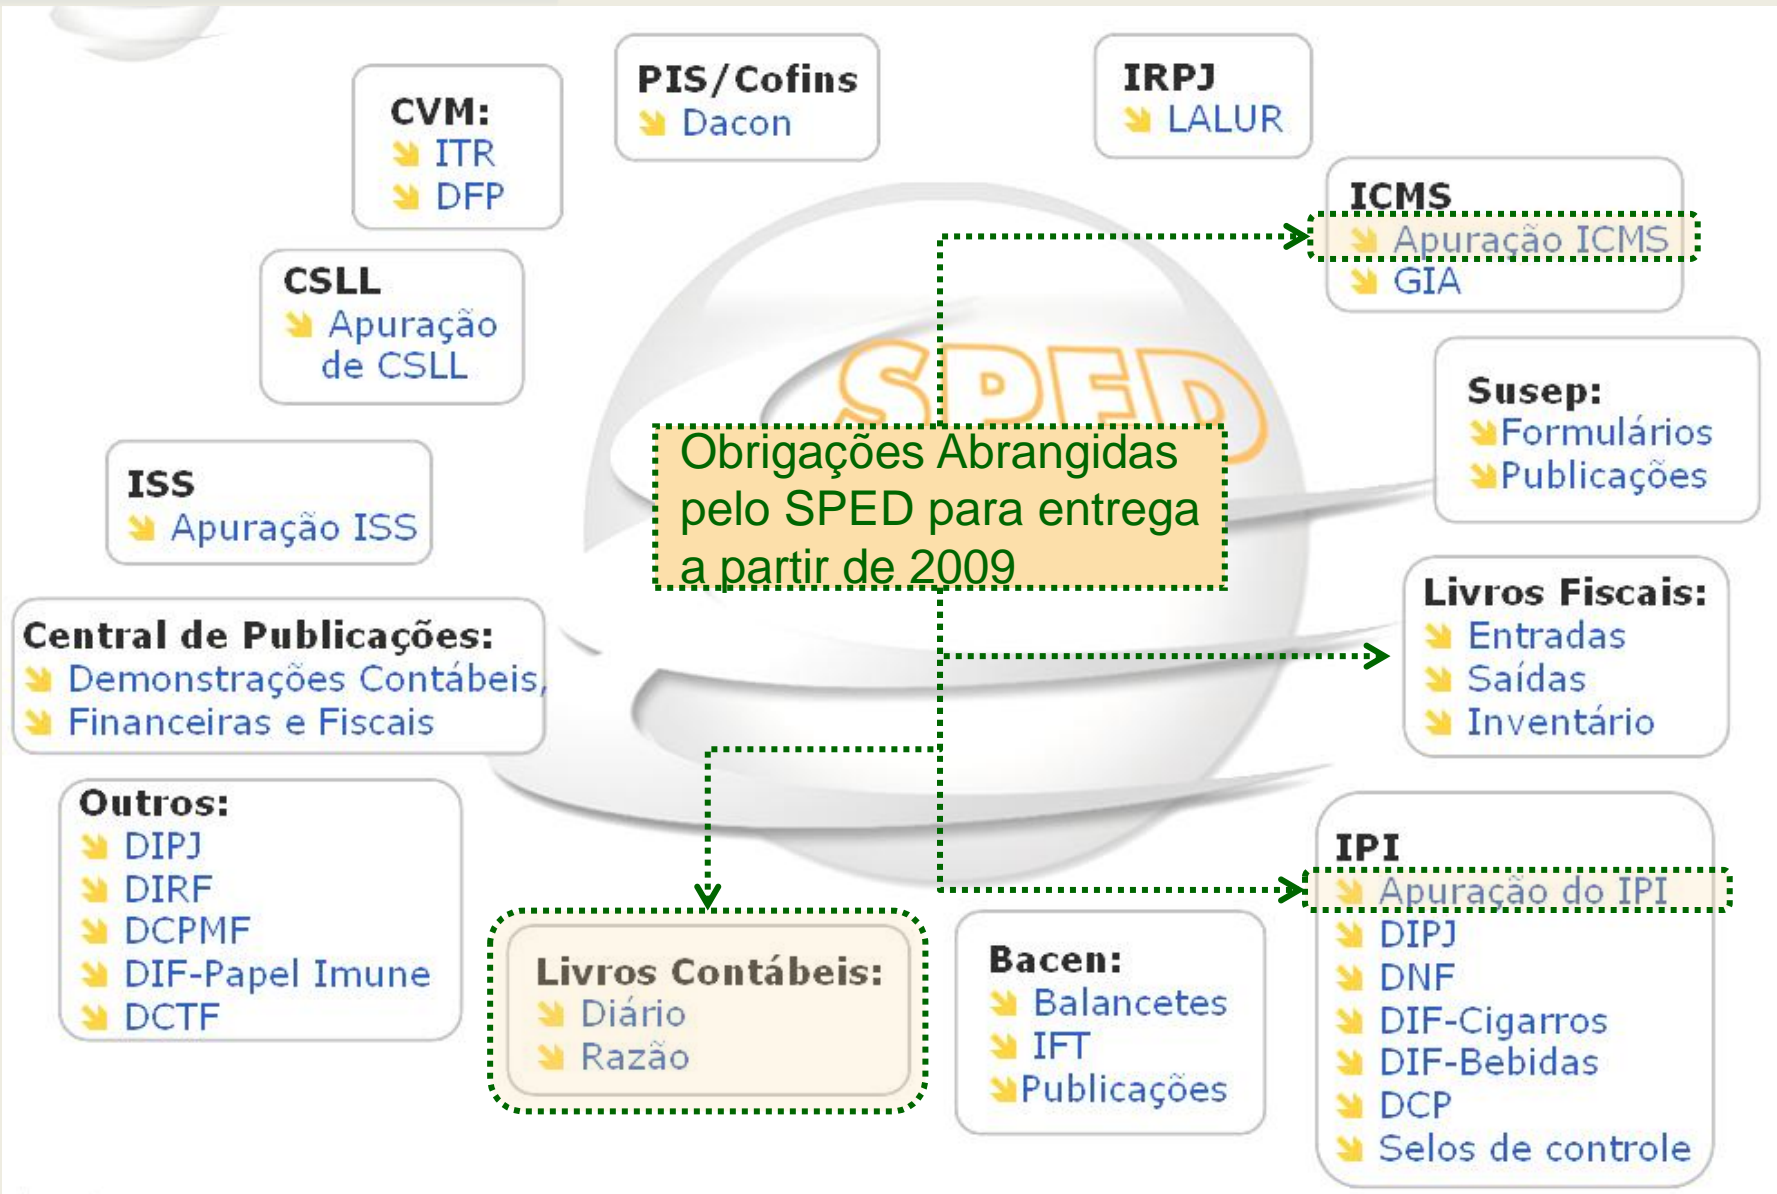 PIS/Cofins
Dacon
IRPJ
LALUR
CVM:
ITR
DFP
ICMS
Apuração ICMS
GIA
CSLL
Apuração
de CSLL
SPED
Susep:
Formulários
Publicações
Obrigações Abrangidas
pelo SPED para entrega
a partir de 2009
ISS
Apuração ISS
Livros Fiscais:
Entradas
Saídas
Inventário
Central de Publicações:
Demonstrações Contábeis,
Financeiras e Fiscais
Outros:
DIPJ
DIRF
DCPMF
DIF-Papel Imune
DCTF
Livros Contábeis:
Diário
Razão
Bacen:
Balancetes
IFT
Publicações
IPI
Apuração do IPI
DIPJ
DNF
DIF-Cigarros
DIF-Bebidas
DCP
Selos de controle